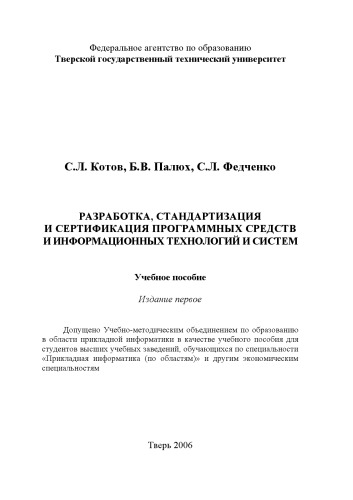 Федеральное агентство по образованию
Тверской государственный технический университет
С.Л. Котов, Б.В. Палюх, С.Л. Федченко
РАЗРАБОТКА, СТАНДАРТИЗАЦИЯ
И СЕРТИФИКАЦИЯ ПРОГРАММНЫХ СРЕДСТВ
И ИНФОРМАЦИОННЫХ ТЕХНОЛОГИЙ И СИСТЕМ
Учебное пособие
Издание первое
Допущено Учебно-методическим объединением по образованию
в области прикладной информатики в качестве учебного пособия для
студентов высших учебных заведений, обучающихся по специальности
«Прикладная информатика (по областям)» и другим экономическим
специальностям
Тверь 2006